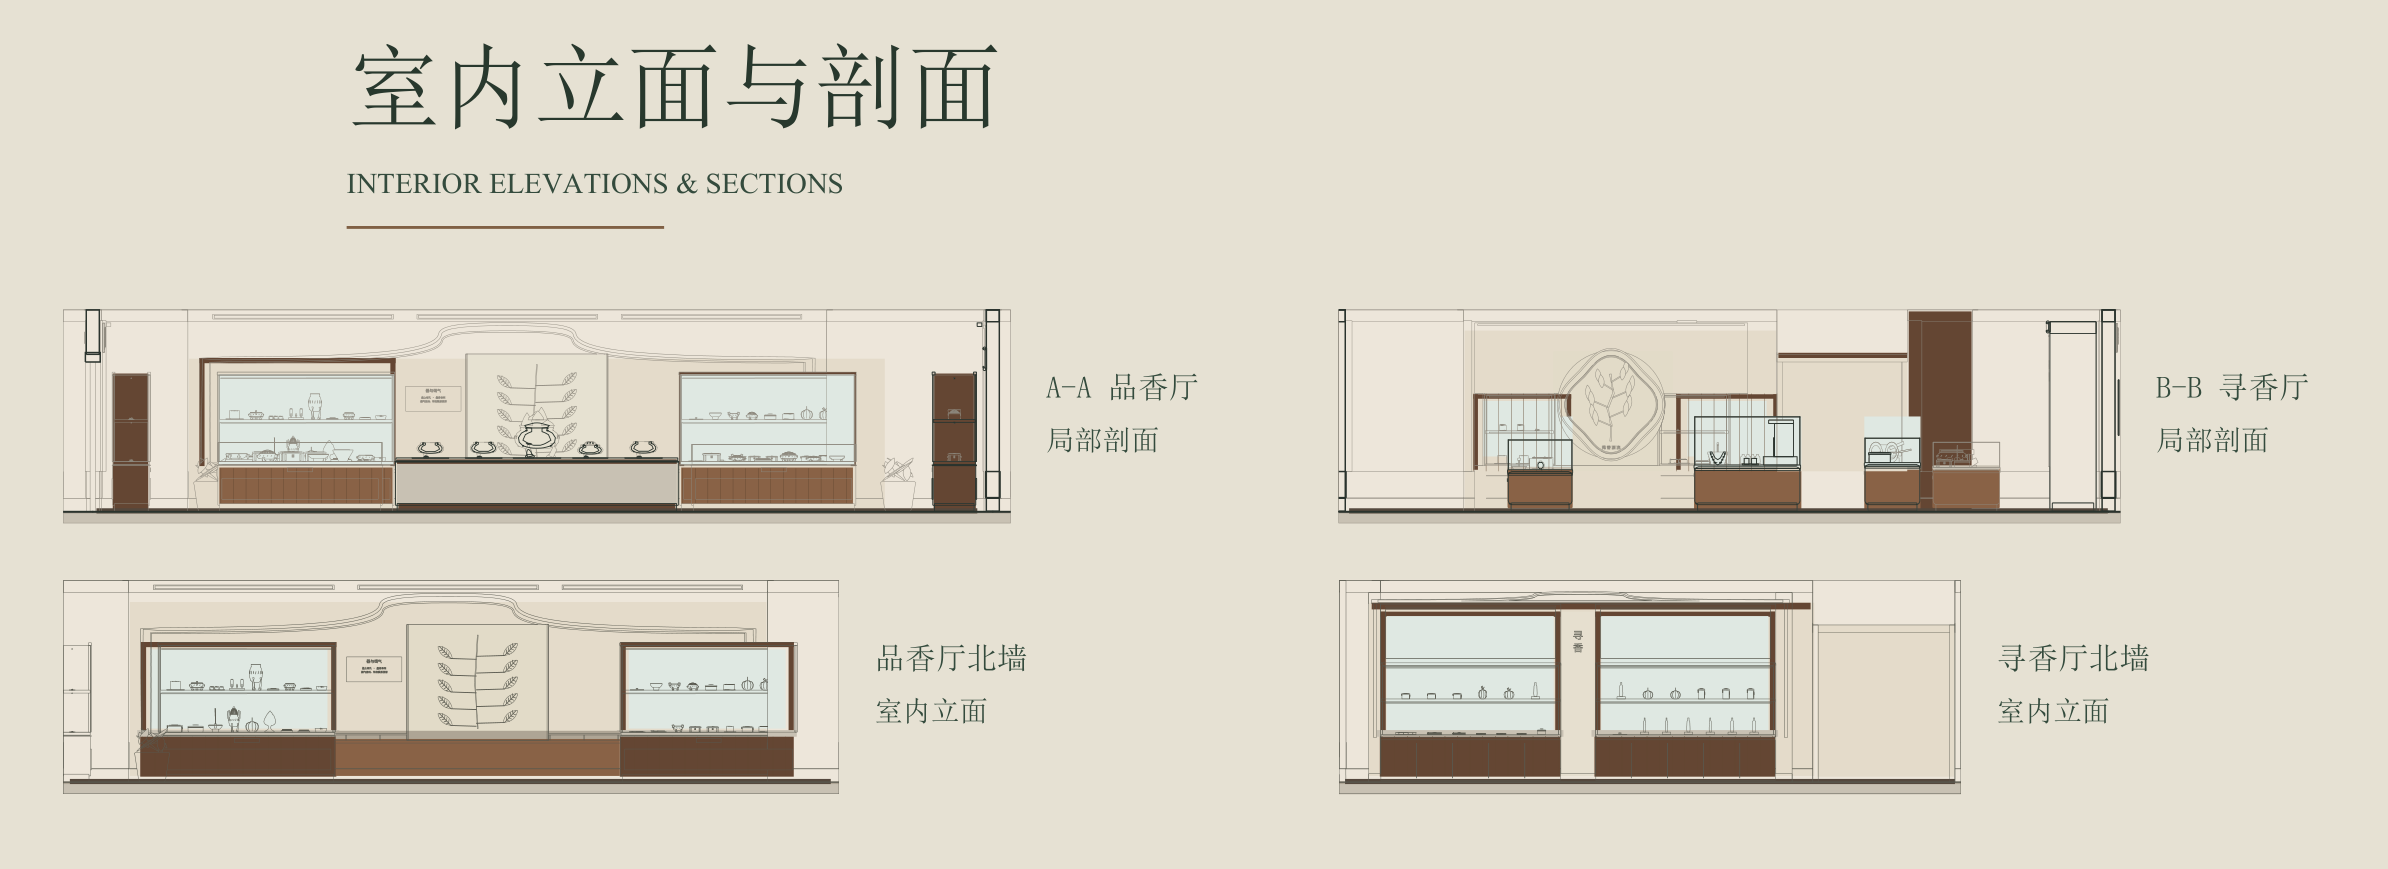 室内立面与剖面
INTERIOR ELEVATIONS & SECTIONS
A-A 品香厅
局部剖面
B-B 寻香厅
局部剖面
品香厅北墙
室内立面
寻香
寻香厅北墙
室内立面